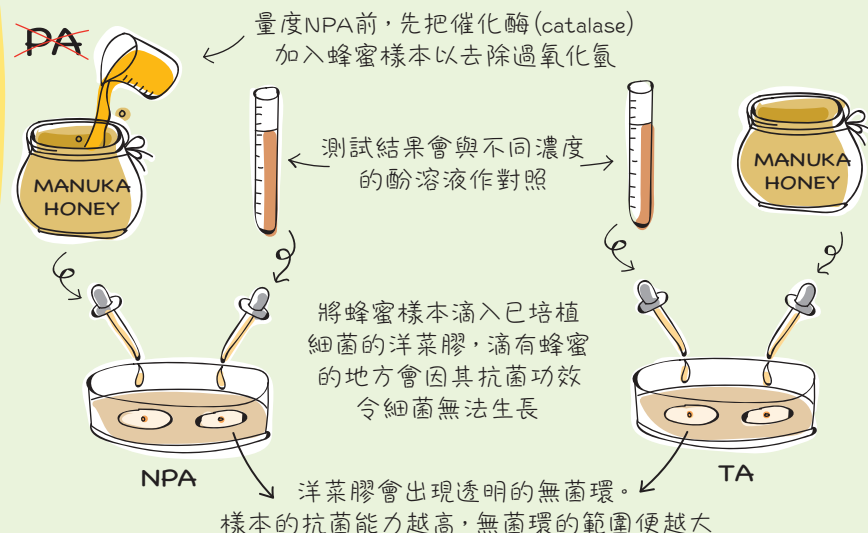 PA
量度NPA前，先把催化酶(catalase)
加入蜂蜜樣本以去除過氧化氫
MANUKA
HONEY
測試結果會與不同濃度
的酚溶液作對照
MANUKA
HONEY
將蜂蜜樣本滴入已培植
細菌的洋菜膠，滴有蜂蜜
的地方會因其抗菌功效
令細菌無法生長
NPA
TA
洋菜膠會出現透明的無菌環。
樣本的抗菌能力越高，無菌環的範圍便越大